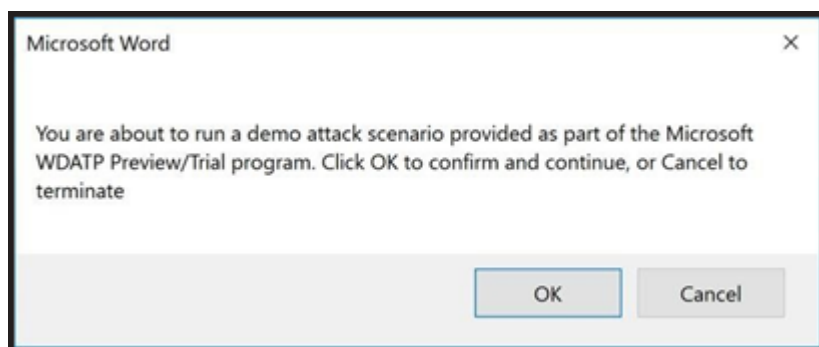 Microsoft Word
You are about to run a demo attack scenario provided as part of the Microsoft
WDATP Preview/Trial program. Click OK to confirm and continue, or Cancel to
terminate
OK Cancel